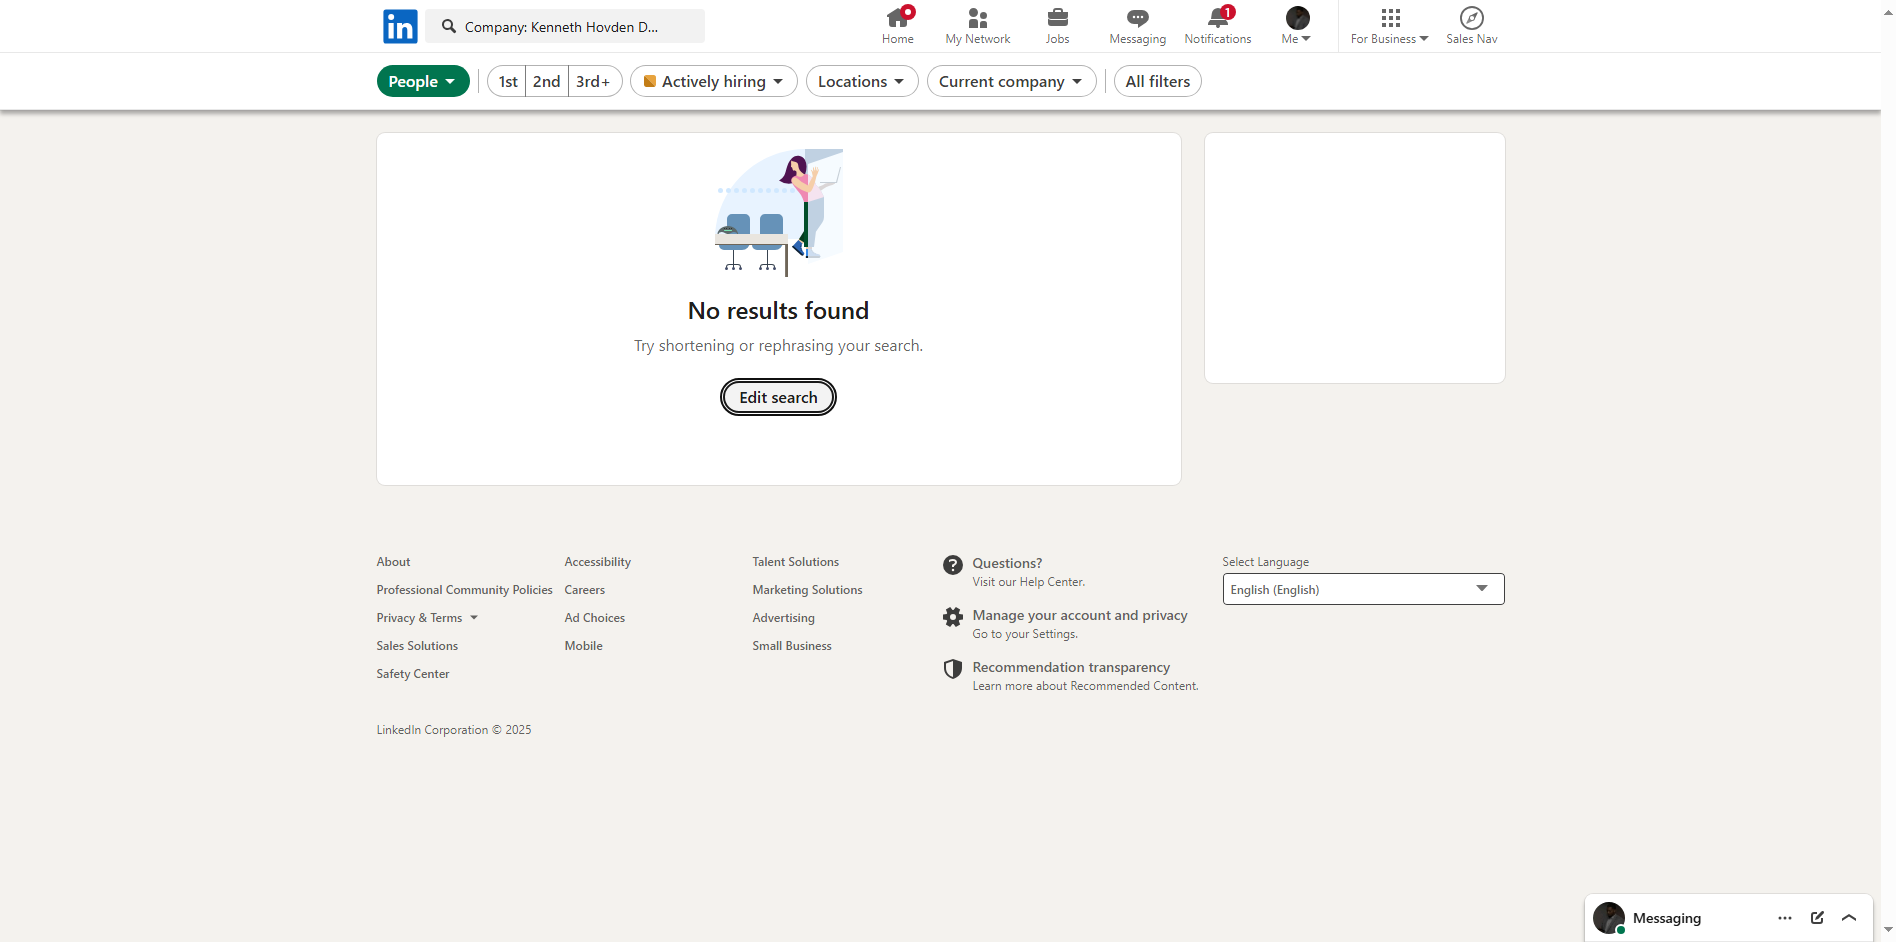 in
Company: Kenneth Hovden D...
Home
My Network
Jobs
Messaging
1
Notifications
Me
For Business
Sales Nav
People
1st
2nd
3rd+
Actively hiring
Locations
Current company
All filters
No results found
Try shortening or rephrasing your search.
Edit search
About
Professional Community Policies
Privacy & Terms
Sales Solutions
Safety Center
Accessibility
Careers
Ad Choices
Mobile
Talent Solutions
Marketing Solutions
Advertising
Small Business
Questions?
Visit our Help Center.
Manage your account and privacy
Go to your Settings.
Recommendation transparency
Learn more about Recommended Content.
Select Language
English (English)
LinkedIn Corporation © 2025
Messaging